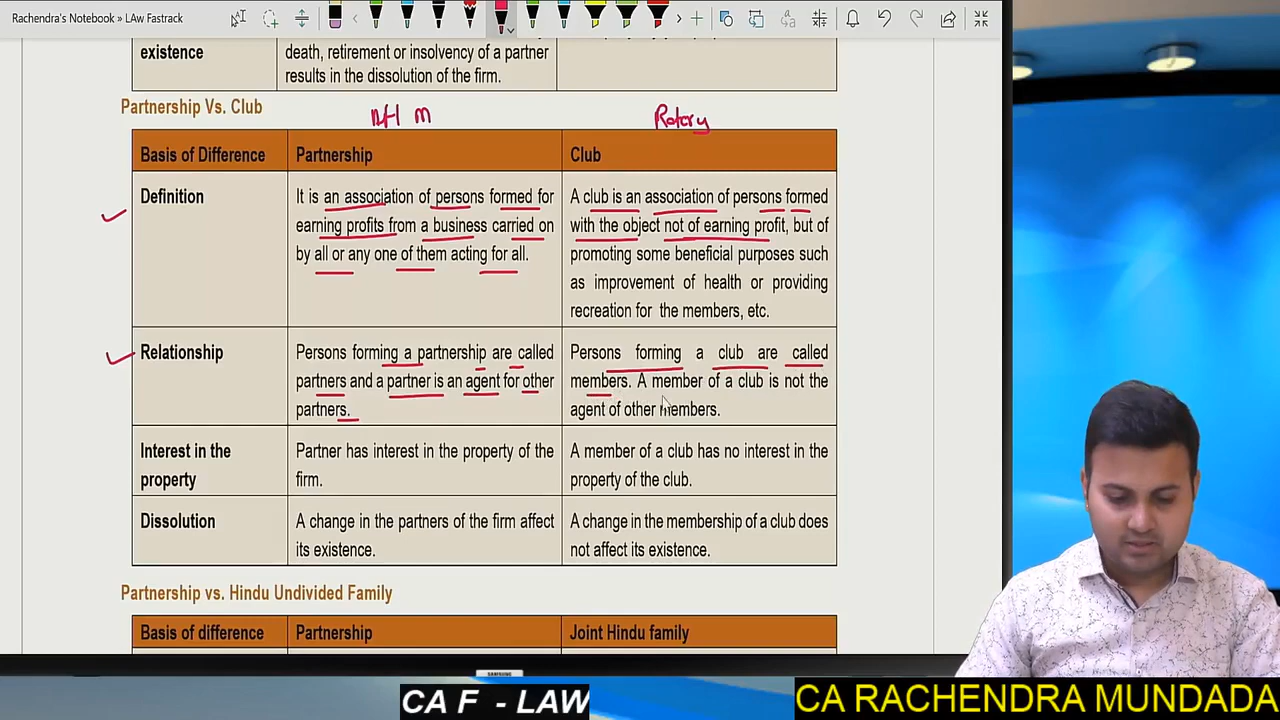 Rachendra's Notebook » LAw Fastrack
existence
death, retirement or insolvency of a partner
results in the dissolution of the firm.
Partnership Vs. Club
M
Rotary
Basis of Difference
Partnership
Club
Definition
It is an association of persons formed for
earning profits from a business carried on
by all or any one of them acting for all.
A club is an association of persons formed
with the object not of earning profit, but of
promoting some beneficial purposes such
as improvement of health or providing
recreation for the members, etc.
Relationship
Persons forming a partnership are called
partners and a partner is an agent for other
partners.
Persons forming a club are called
members. A member of a club is not the
agent of other members.
Interest in the
property
Partner has interest in the property of the
firm.
A member of a club has no interest in the
property of the club.
Dissolution
A change in the partners of the firm affect
its existence.
A change in the membership of a club does
not affect its existence.
Partnership vs. Hindu Undivided Family
Basis of difference
Partnership
Joint Hindu family
SAMSUNG
CA F - LAW
CA RACHENDRA MUNDADA